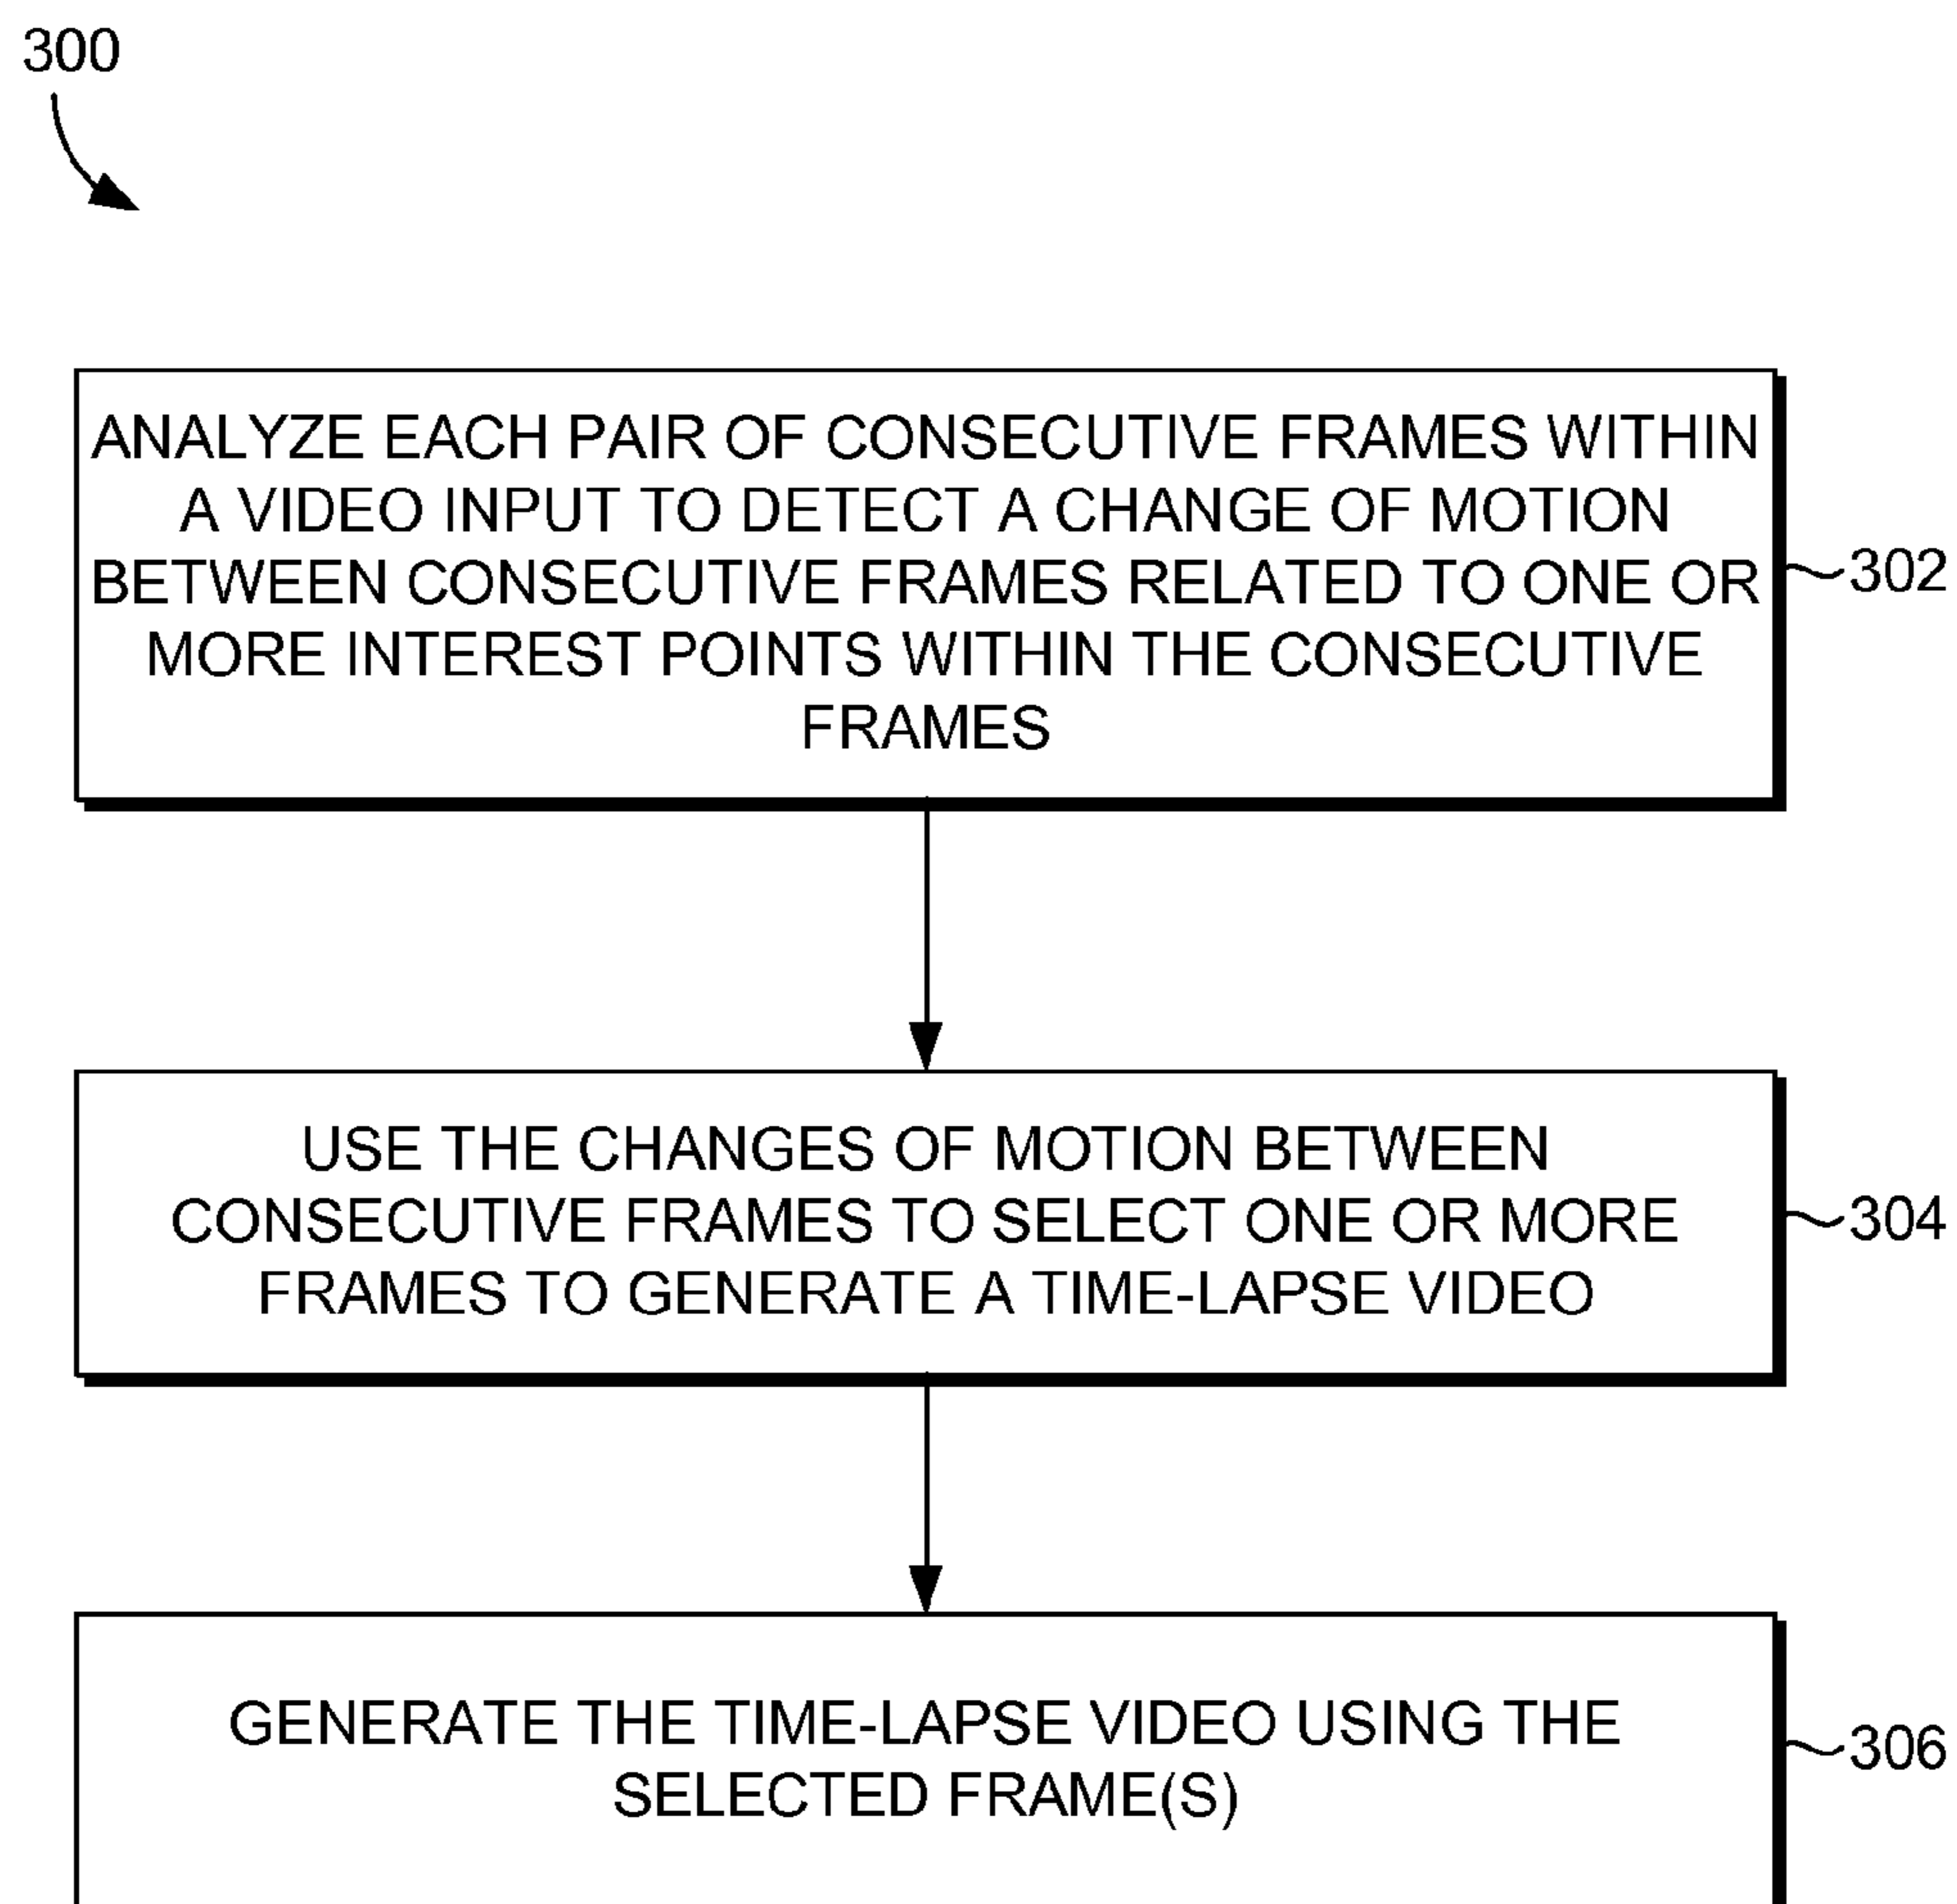 300
ANALYZE EACH PAIR OF CONSECUTIVE FRAMES WITHIN
A VIDEO INPUT TO DETECT A CHANGE OF MOTION
BETWEEN CONSECUTIVE FRAMES RELATED TO ONE OR
MORE INTEREST POINTS WITHIN THE CONSECUTIVE
FRAMES
302
USE THE CHANGES OF MOTION BETWEEN
CONSECUTIVE FRAMES TO SELECT ONE OR MORE
FRAMES TO GENERATE A TIME-LAPSE VIDEO
304
GENERATE THE TIME-LAPSE VIDEO USING THE
SELECTED FRAME(S)
306